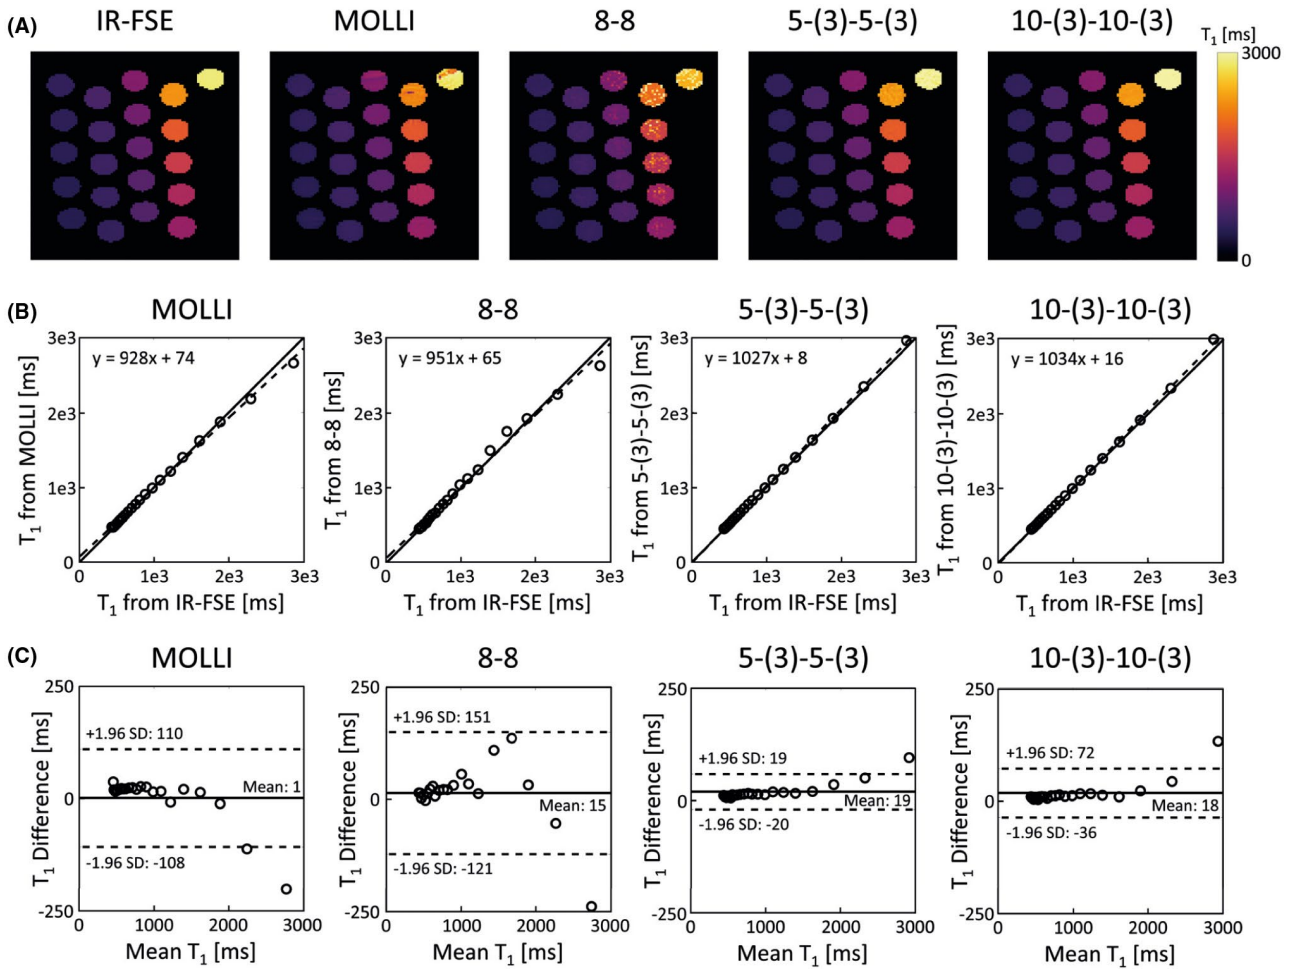 (A) IR-FSE MOLLI 8-8 5-(3)-5-(3) 10-(3)-10-(3)
T1 [ms]
3000
0
(B) MOLLI 8-8 5-(3)-5-(3) 10-(3)-10-(3)
T1 from MOLLI [ms]
3e3
2e3
1e3
0
y = 928x + 74
0 1e3 2e3 3e3
T1 from IR-FSE [ms]
T1 from 8-8 [ms]
3e3
2e3
1e3
0
y = 951x + 65
0 1e3 2e3 3e3
T1 from IR-FSE [ms]
T1 from 5-(3)-5-(3) [ms]
3e3
2e3
1e3
0
y = 1027x + 8
0 1e3 2e3 3e3
T1 from IR-FSE [ms]
T1 from 10-(3)-10-(3) [ms]
3e3
2e3
1e3
0
y = 1034x + 16
0 1e3 2e3 3e3
T1 from IR-FSE [ms]
(C) MOLLI 8-8 5-(3)-5-(3) 10-(3)-10-(3)
T1 Difference [ms]
250
0
-250
+1.96 SD: 110
Mean: 1
-1.96 SD: -108
0 1000 2000 3000
Mean T1 [ms]
T1 Difference [ms]
250
0
-250
+1.96 SD: 151
Mean: 15
-1.96 SD: -121
0 1000 2000 3000
Mean T1 [ms]
T1 Difference [ms]
250
0
-250
+1.96 SD: 19
Mean: 19
-1.96 SD: -20
0 1000 2000 3000
Mean T1 [ms]
T1 Difference [ms]
250
0
-250
+1.96 SD: 72
Mean: 18
-1.96 SD: -36
0 1000 2000 3000
Mean T1 [ms]